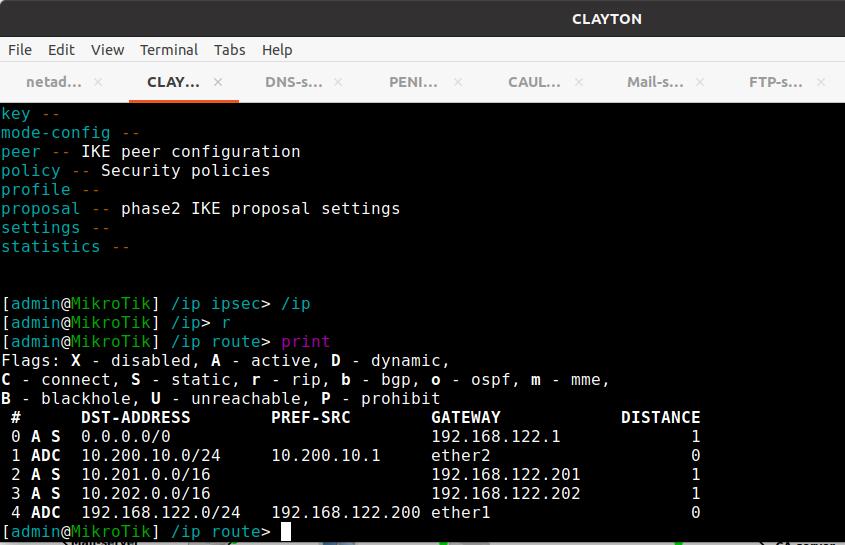 CLAYTON
File Edit View Terminal Tabs Help
netad... × CLAY... × DNS-s... × PENI... × CAUL... × Mail-s... × FTP-s... ×
key --
mode-config --
peer -- IKE peer configuration
policy -- Security policies
profile --
proposal -- phase2 IKE proposal settings
settings --
statistics --
[admin@MikroTik] /ip ipsec> /ip
[admin@MikroTik] /ip> r
[admin@MikroTik] /ip route> print
Flags: X - disabled, A - active, D - dynamic,
C - connect, S - static, r - rip, b - bgp, o - ospf, m - mme,
B - blackhole, U - unreachable, P - prohibit
# DST-ADDRESS PREF-SRC GATEWAY DISTANCE
0 A S 0.0.0.0/0 192.168.122.1 1
1 ADC 10.200.10.0/24 10.200.10.1 ether2 0
2 A S 10.201.0.0/16 192.168.122.201 1
3 A S 10.202.0.0/16 192.168.122.202 1
4 ADC 192.168.122.0/24 192.168.122.200 ether1 0
[admin@MikroTik] /ip route>